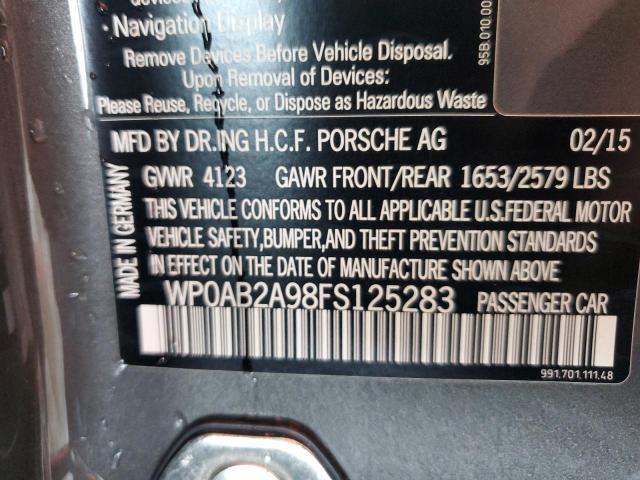 Navigation Display
Remove Devices Before Vehicle Disposal.
Upon Removal of Devices:
Please Reuse, Recycle, or Dispose as Hazardous Waste
95B.010.00
MFD BY DR.ING H.C.F. PORSCHE AG 02/15
GVWR 4123 GAWR FRONT/REAR 1653/2579 LBS
THIS VEHICLE CONFORMS TO ALL APPLICABLE U.S.FEDERAL MOTOR
VEHICLE SAFETY,BUMPER,AND THEFT PREVENTION STANDARDS
IN EFFECT ON THE DATE OF MANUFACTURE SHOWN ABOVE
WP0AB2A98FS125283 PASSENGER CAR
MADE IN GERMANY
991.701.111.48